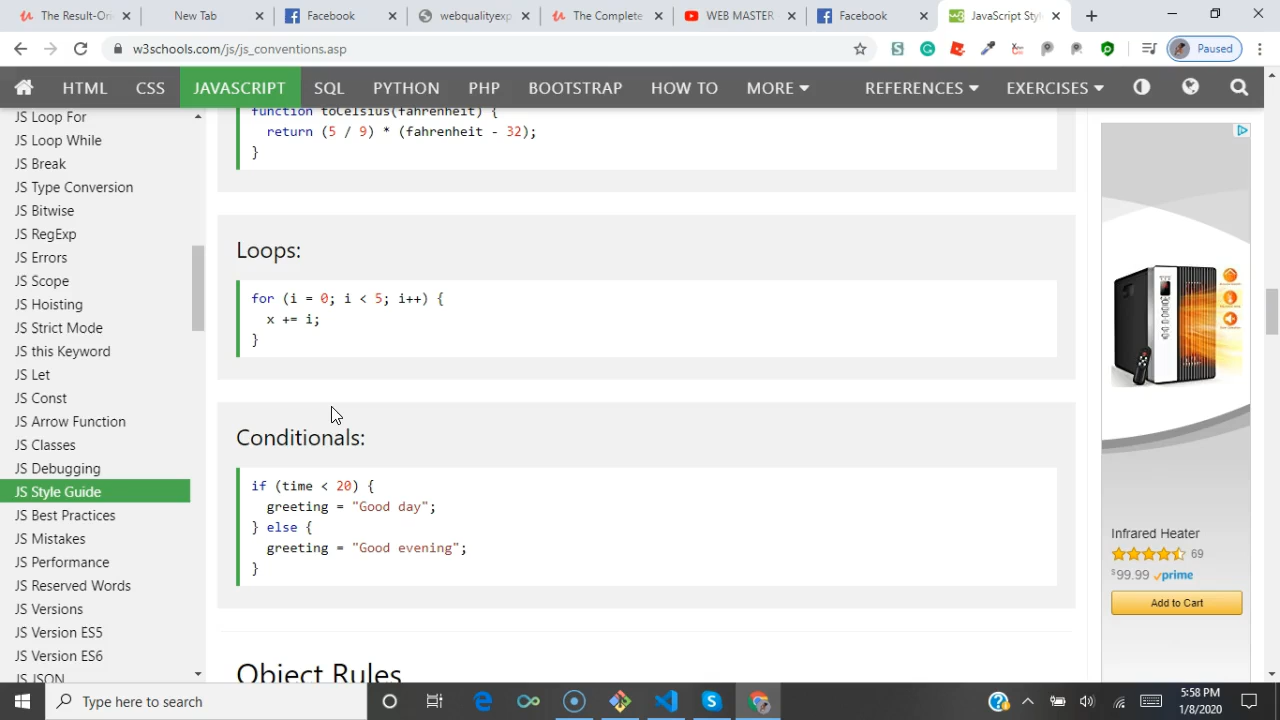 The Result-Ori
New Tab
Facebook
webqualityexp
The Complete
WEB MASTER
Facebook
JavaScript Sty
w3schools.com/js/js_conventions.asp
Paused
HTML CSS JAVASCRIPT SQL PYTHON PHP BOOTSTRAP HOW TO MORE REFERENCES EXERCISES
JS Loop For
JS Loop While
JS Break
JS Type Conversion
JS Bitwise
JS RegExp
JS Errors
JS Scope
JS Hoisting
JS Strict Mode
JS this Keyword
JS Let
JS Const
JS Arrow Function
JS Classes
JS Debugging
JS Style Guide
JS Best Practices
JS Mistakes
JS Performance
JS Reserved Words
JS Versions
JS Version ES5
JS Version ES6
JS JSON
function toCelsius(fahrenheit) {
return (5 / 9) * (fahrenheit - 32);
}
Loops:
for (i = 0; i < 5; i++) {
x += i;
}
Conditionals:
if (time < 20) {
greeting = "Good day";
} else {
greeting = "Good evening";
}
Object Rules
Infrared Heater
69
$99.99 prime
Add to Cart
Type here to search
5:58 PM
1/8/2020